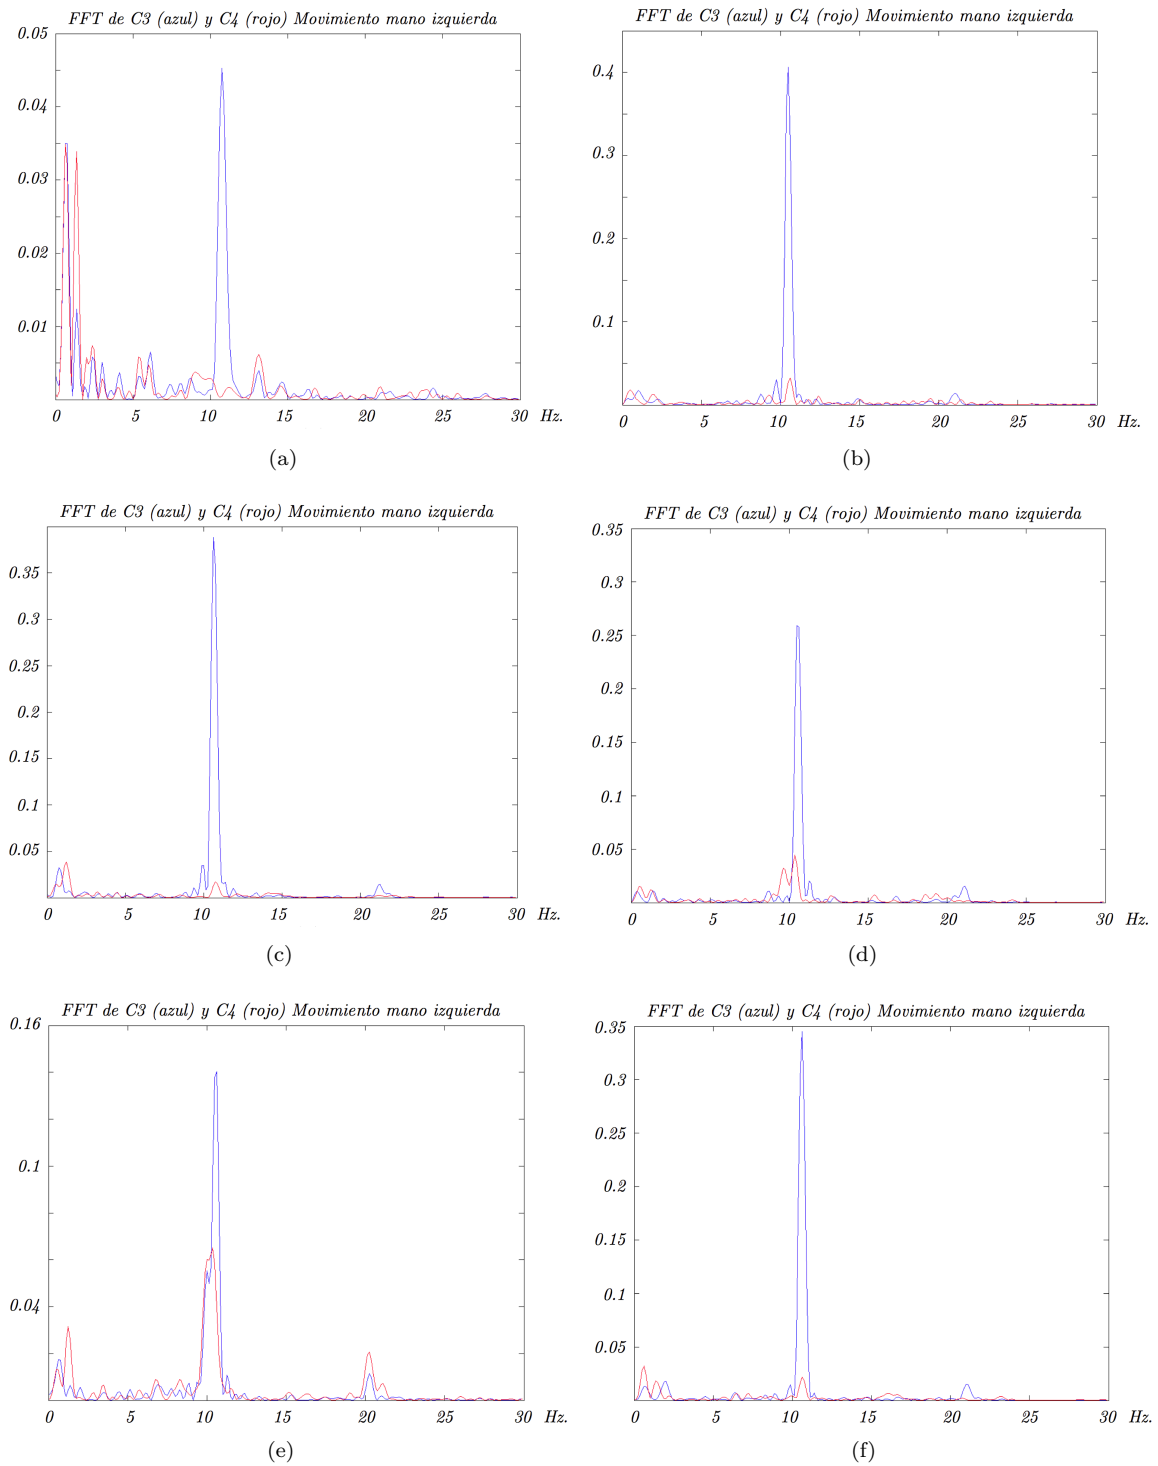 FFT de C3 (azul) y C4 (rojo) Movimiento mano izquierda
0.05
0.04
0.03
0.02
0.01
0 5 10 15 20 25 30 Hz.
(a)
FFT de C3 (azul) y C4 (rojo) Movimiento mano izquierda
0.4
0.3
0.2
0.1
0 5 10 15 20 25 30 Hz.
(b)
FFT de C3 (azul) y C4 (rojo) Movimiento mano izquierda
0.35
0.3
0.25
0.2
0.15
0.1
0.05
0 5 10 15 20 25 30 Hz.
(c)
FFT de C3 (azul) y C4 (rojo) Movimiento mano izquierda
0.35
0.3
0.25
0.2
0.15
0.1
0.05
0 5 10 15 20 25 30 Hz.
(d)
FFT de C3 (azul) y C4 (rojo) Movimiento mano izquierda
0.16
0.1
0.04
0 5 10 15 20 25 30 Hz.
(e)
FFT de C3 (azul) y C4 (rojo) Movimiento mano izquierda
0.35
0.3
0.25
0.2
0.15
0.1
0.05
0 5 10 15 20 25 30 Hz.
(f)